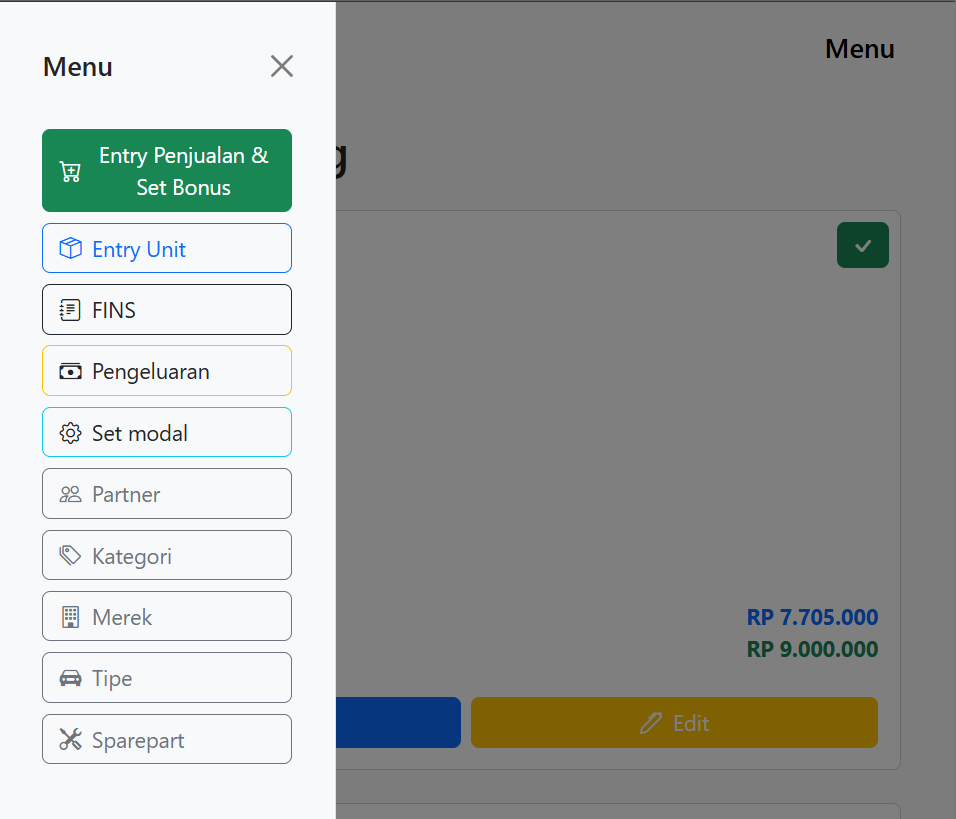 Menu
Menu
Entry Penjualan &
Set Bonus
Entry Unit
FINS
Pengeluaran
Set modal
Partner
Kategori
Merek
Tipe
Sparepart
RP 7.705.000
RP 9.000.000
Edit